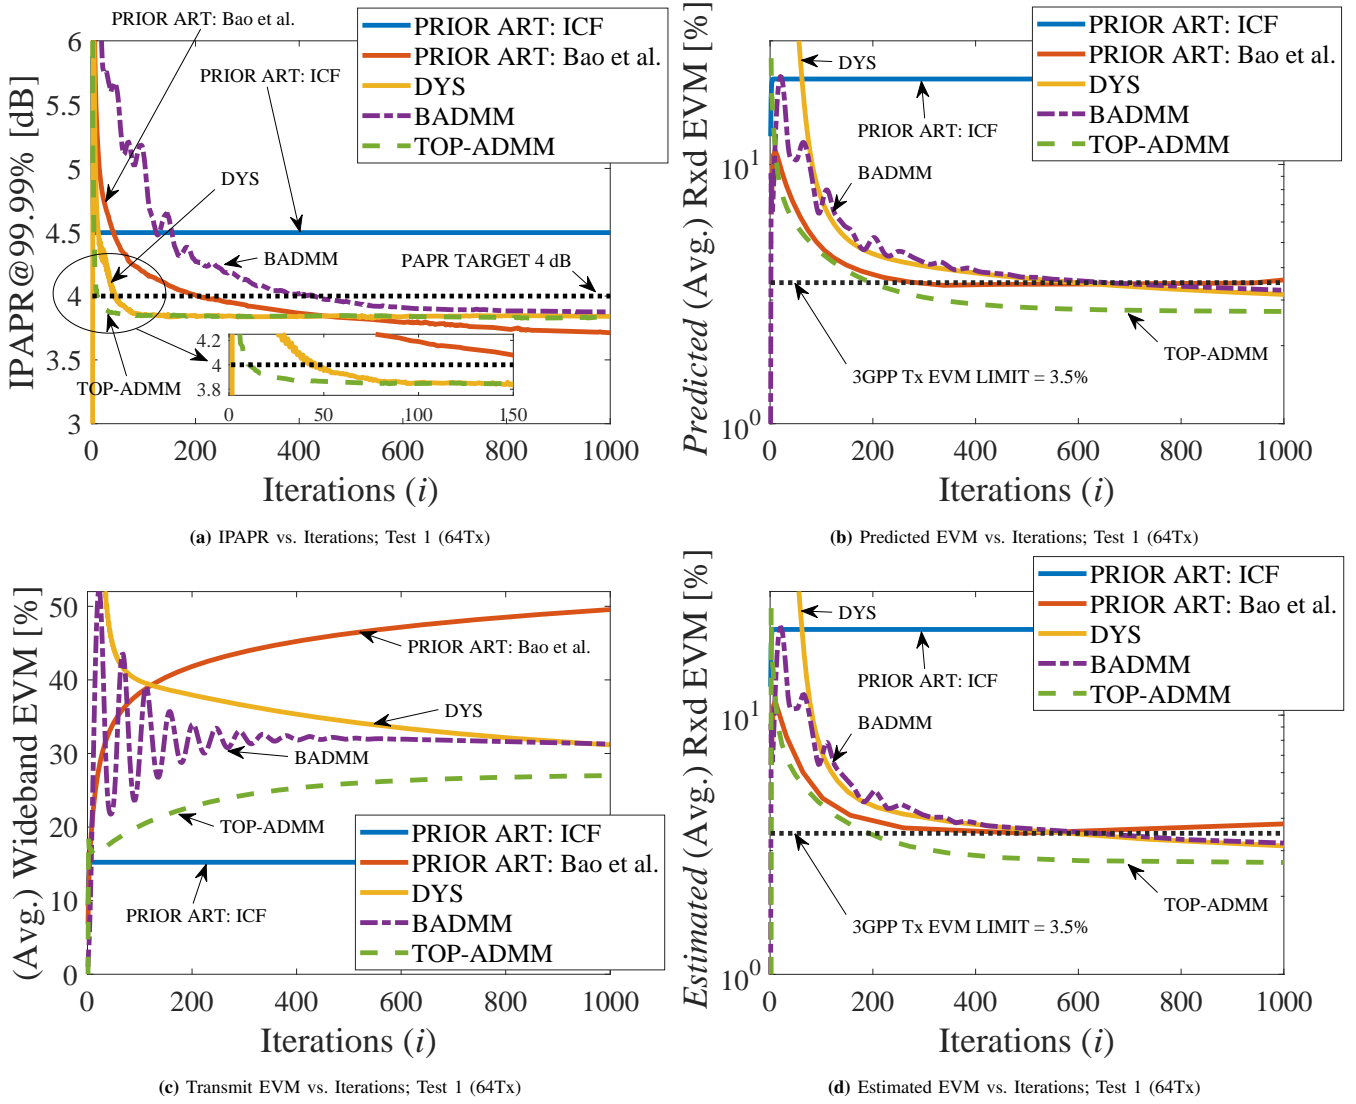 PRIOR ART: Bao et al.
PRIOR ART: ICF
PRIOR ART: Bao et al.
DYS
BADMM
TOP-ADMM
PRIOR ART: ICF
DYS
BADMM
PAPR TARGET 4 dB
TOP-ADMM
6
5.5
5
4.5
4
3.5
3
4.2
4
3.8
0
50
100
150
0
200
400
600
800
1000
IPAPR@99.99% [dB]
Iterations (i)
(a) IPAPR vs. Iterations; Test 1 (64Tx)
PRIOR ART: ICF
PRIOR ART: Bao et al.
DYS
BADMM
TOP-ADMM
DYS
PRIOR ART: ICF
BADMM
TOP-ADMM
3GPP Tx EVM LIMIT = 3.5%
10^1
10^0
0
200
400
600
800
1000
Predicted (Avg.) Rxd EVM [%]
Iterations (i)
(b) Predicted EVM vs. Iterations; Test 1 (64Tx)
50
40
30
20
10
0
PRIOR ART: Bao et al.
DYS
BADMM
TOP-ADMM
PRIOR ART: ICF
PRIOR ART: ICF
PRIOR ART: Bao et al.
DYS
BADMM
TOP-ADMM
0
200
400
600
800
1000
(Avg.) Wideband EVM [%]
Iterations (i)
(c) Transmit EVM vs. Iterations; Test 1 (64Tx)
PRIOR ART: ICF
PRIOR ART: Bao et al.
DYS
BADMM
TOP-ADMM
DYS
PRIOR ART: ICF
BADMM
TOP-ADMM
3GPP Tx EVM LIMIT = 3.5%
10^1
10^0
0
200
400
600
800
1000
Estimated (Avg.) Rxd EVM [%]
Iterations (i)
(d) Estimated EVM vs. Iterations; Test 1 (64Tx)